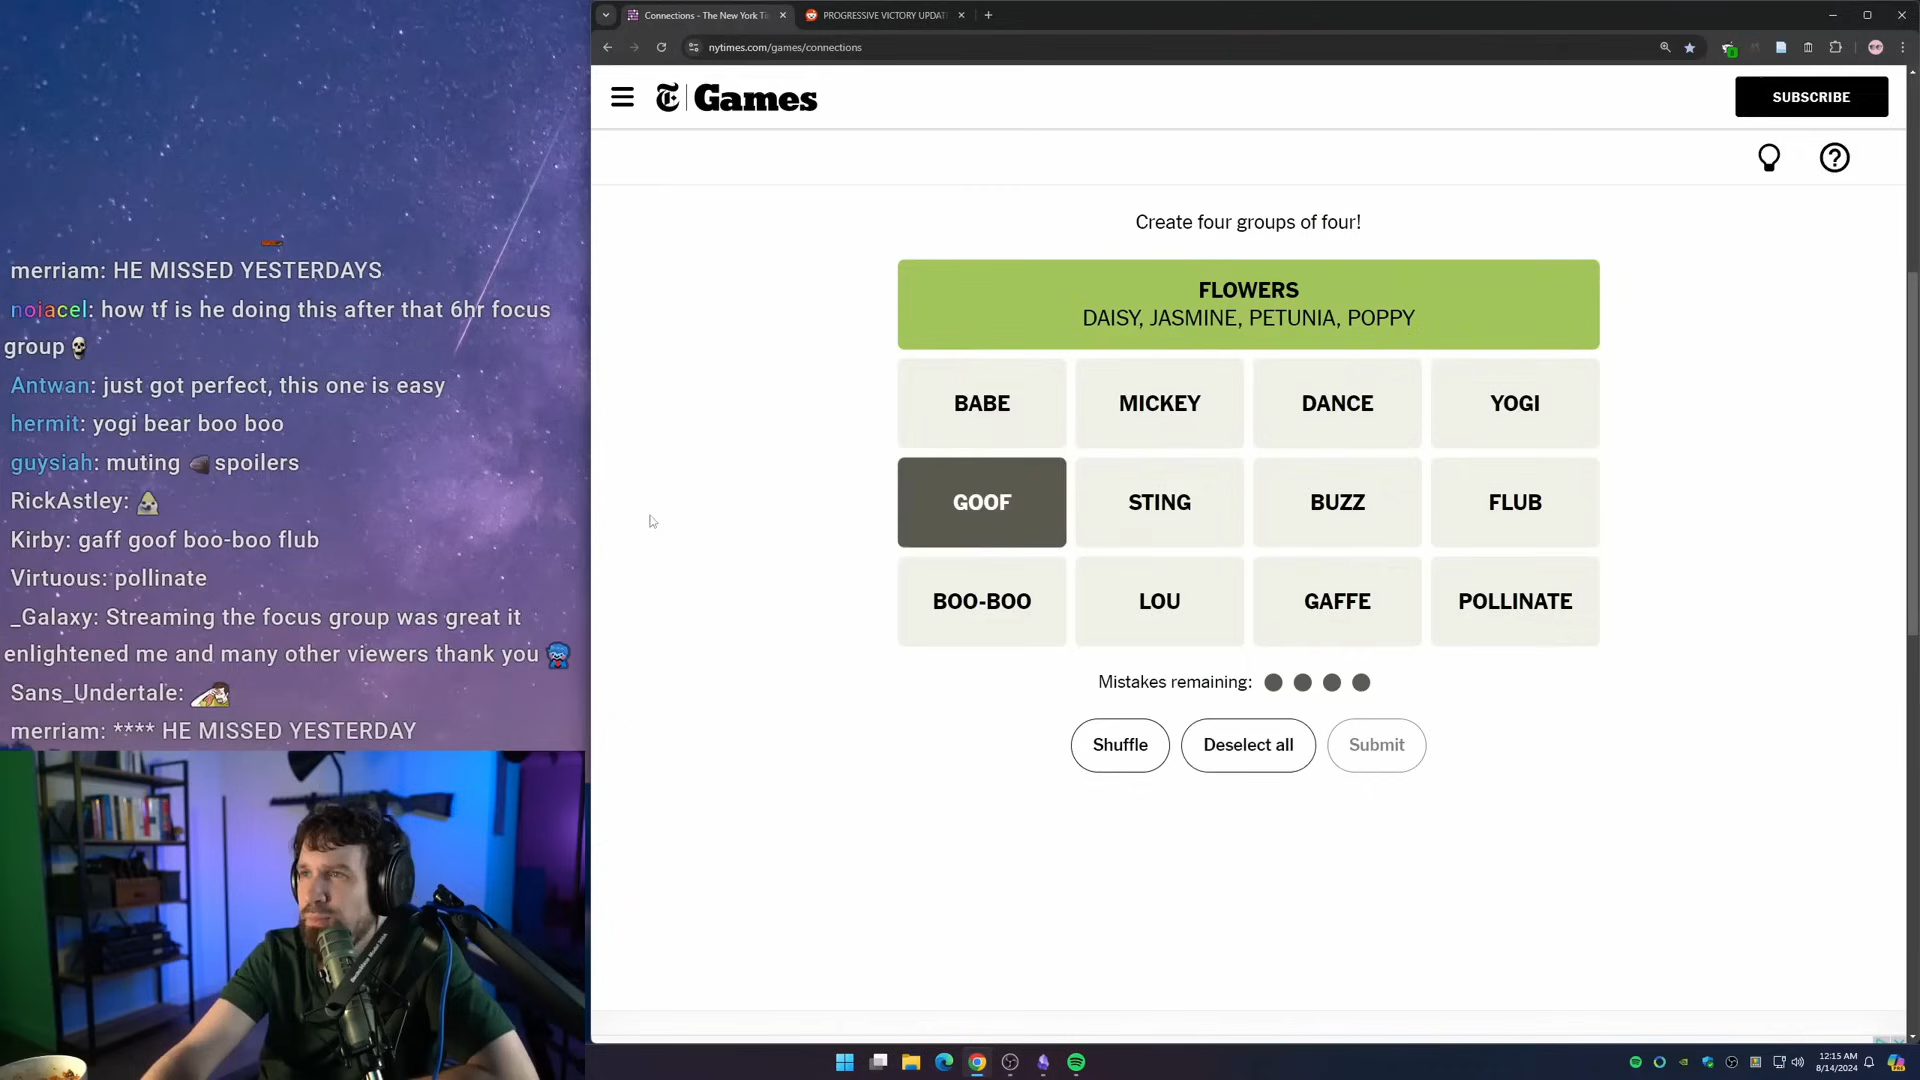 Connections - The New York Ti
PROGRESSIVE VICTORY UPDAT
nytimes.com/games/connections
Games
SUBSCRIBE
Create four groups of four!
FLOWERS
DAISY, JASMINE, PETUNIA, POPPY
BABE
MICKEY
DANCE
YOGI
GOOF
STING
BUZZ
FLUB
BOO-BOO
LOU
GAFFE
POLLINATE
Mistakes remaining:
Shuffle
Deselect all
Submit
merriam: HE MISSED YESTERDAYS
noiacel: how tf is he doing this after that 6hr focus
group
Antwan: just got perfect, this one is easy
hermit: yogi bear boo boo
guysiah: muting spoilers
RickAstley:
Kirby: gaff goof boo-boo flub
Virtuous: pollinate
_Galaxy: Streaming the focus group was great it
enlightened me and many other viewers thank you
Sans_Undertale:
merriam: **** HE MISSED YESTERDAY
12:15 AM
8/14/2024